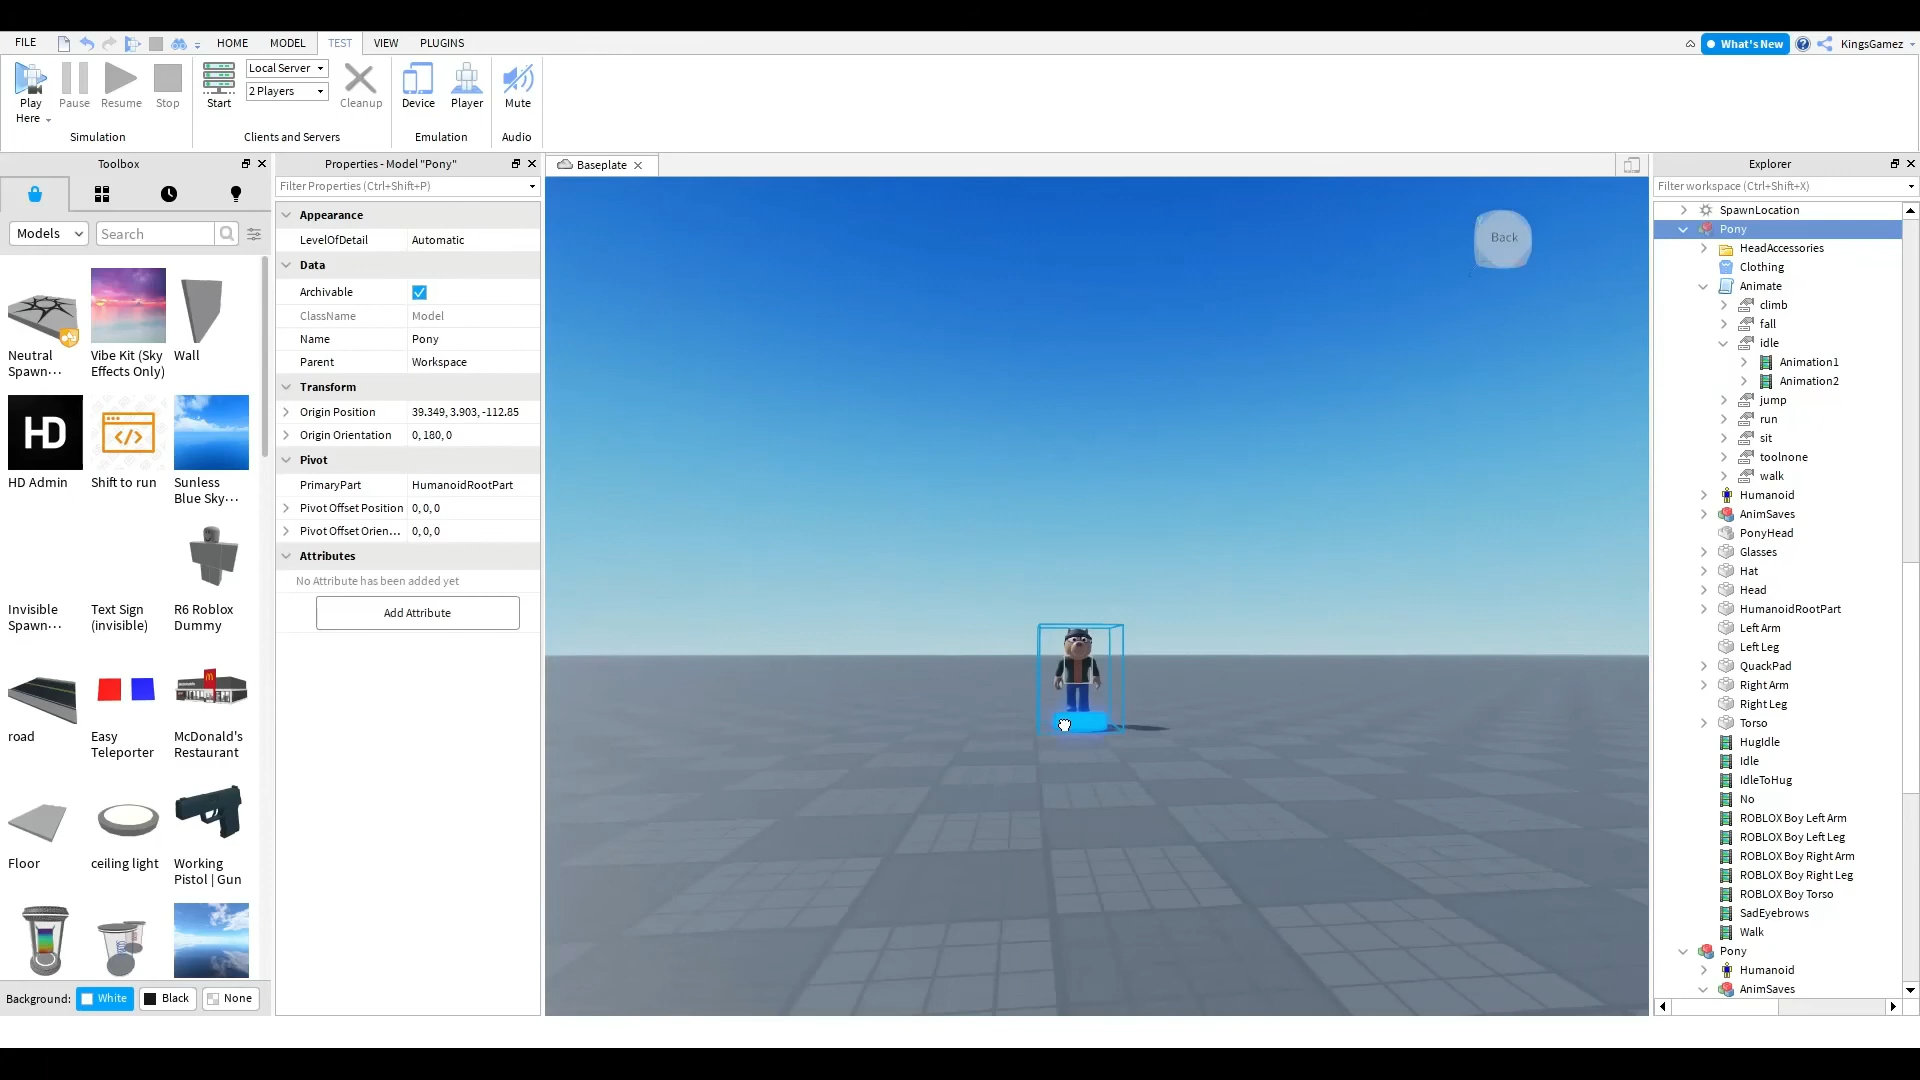 FILE
HOME
MODEL
TEST
VIEW
PLUGINS
What's New
KingsGamez
Play
Here
Pause
Resume
Stop
Simulation
Start
Local Server
2 Players
Cleanup
Clients and Servers
Device
Player
Emulation
Mute
Audio
Toolbox
Models
Search
Neutral
Spawn...
Vibe Kit (Sky
Effects Only)
Wall
HD
HD Admin
Shift to run
Sunless
Blue Sky...
Invisible
Spawn...
Text Sign
(invisible)
R6 Roblox
Dummy
road
Easy
Teleporter
McDonald's
Restaurant
Floor
ceiling light
Working
Pistol | Gun
Background:
White
Black
None
Properties - Model "Pony"
Filter Properties (Ctrl+Shift+P)
Appearance
LevelOfDetail Automatic
Data
Archivable
ClassName Model
Name Pony
Parent Workspace
Transform
Origin Position 39.349, 3.903, -112.85
Origin Orientation 0, 180, 0
Pivot
PrimaryPart HumanoidRootPart
Pivot Offset Position 0, 0, 0
Pivot Offset Orien... 0, 0, 0
Attributes
No Attribute has been added yet
Add Attribute
Baseplate
Back
Explorer
Filter workspace (Ctrl+Shift+X)
SpawnLocation
Pony
HeadAccessories
Clothing
Animate
climb
fall
idle
Animation1
Animation2
jump
run
sit
toolnone
walk
Humanoid
AnimSaves
PonyHead
Glasses
Hat
Head
HumanoidRootPart
Left Arm
Left Leg
QuackPad
Right Arm
Right Leg
Torso
HugIdle
Idle
IdleToHug
No
ROBLOX Boy Left Arm
ROBLOX Boy Left Leg
ROBLOX Boy Right Arm
ROBLOX Boy Right Leg
ROBLOX Boy Torso
SadEyebrows
Walk
Pony
Humanoid
AnimSaves